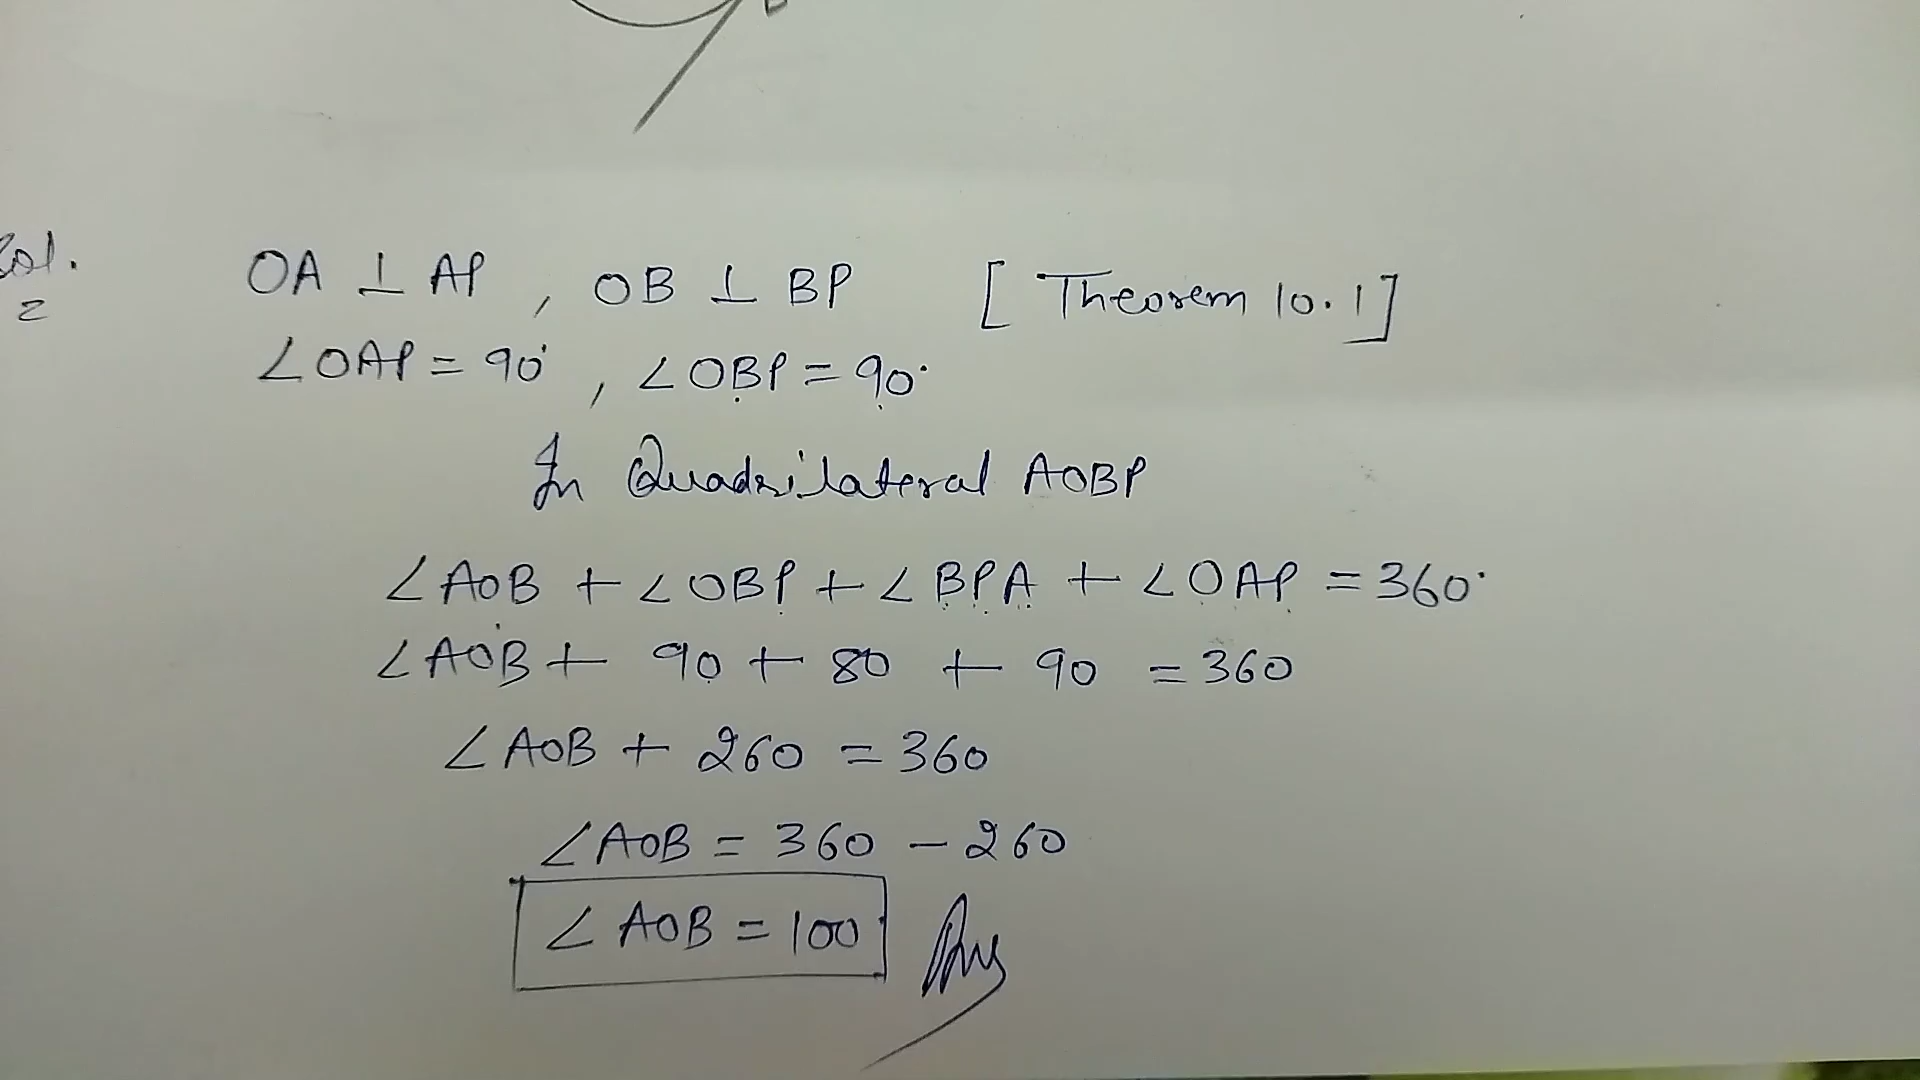 Sol.
OA ⊥ AP , OB ⊥ BP [ Theorem 10.1]
∠OAP = 90° , ∠OBP = 90°
In Quadrilateral AOBP
∠AOB + ∠OBP + ∠BPA + ∠OAP = 360°
∠AOB + 90 + 80 + 90 = 360
∠AOB + 260 = 360
∠AOB = 360 - 260
∠AOB = 100 Ans